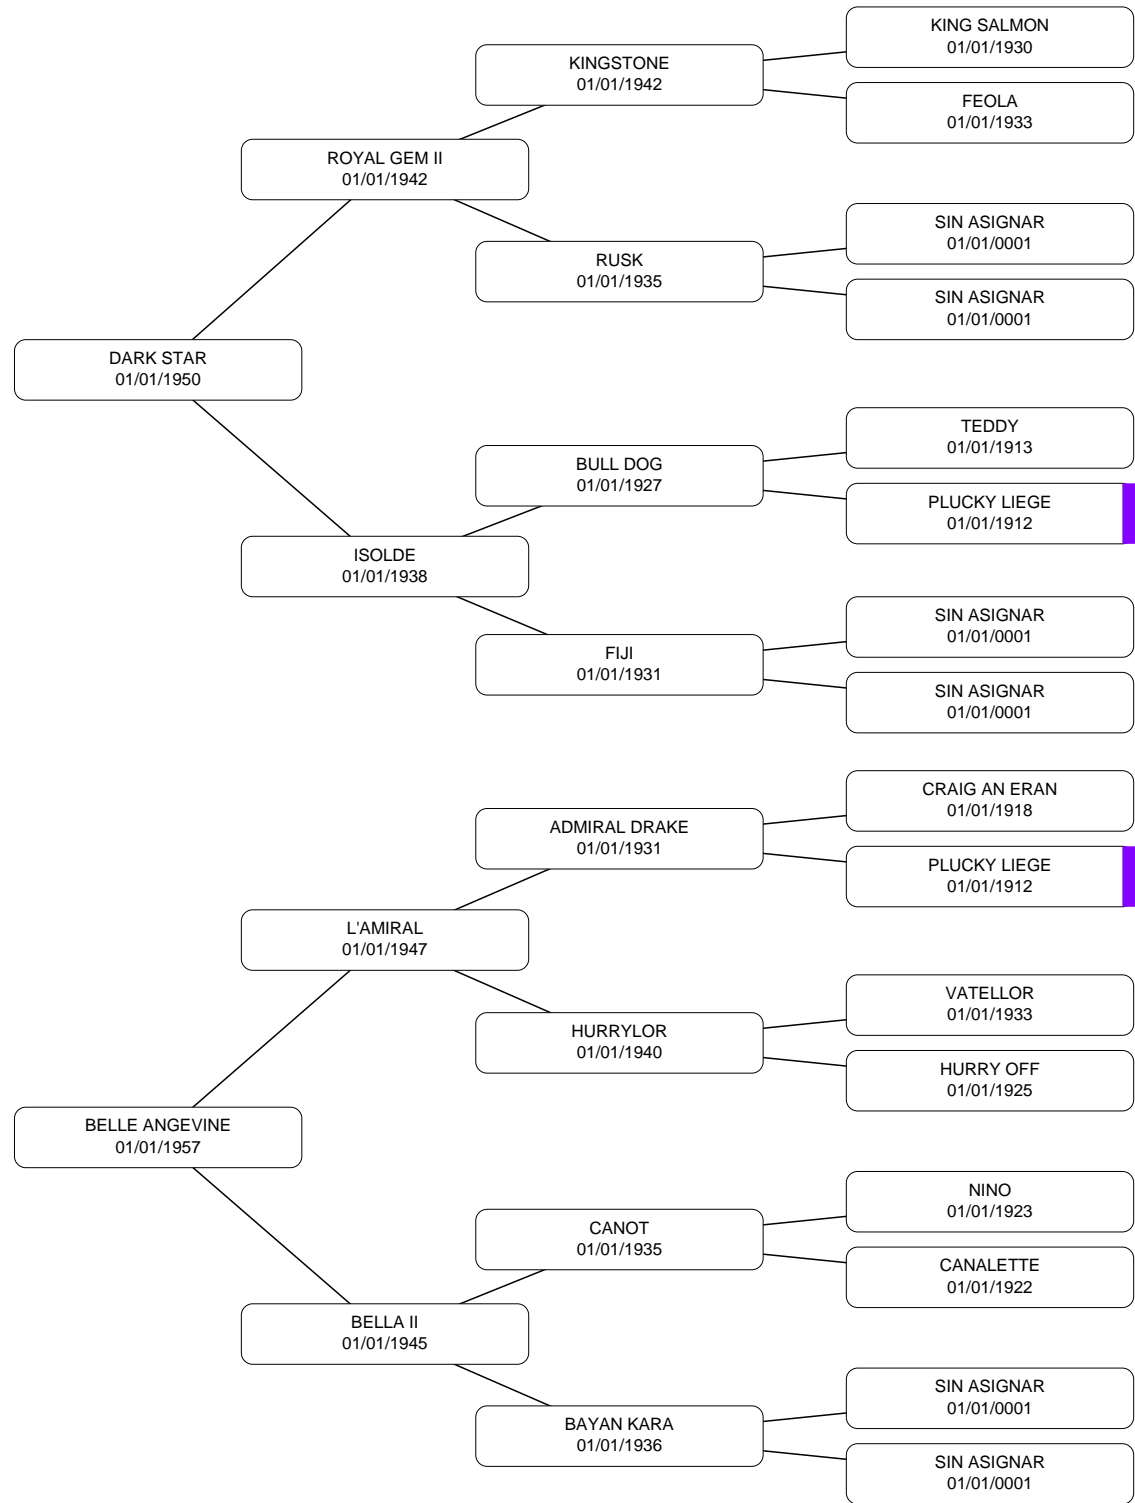 KING SALMON
01/01/1930
KINGSTONE
01/01/1942
FEOLA
01/01/1933
ROYAL GEM II
01/01/1942
SIN ASIGNAR
01/01/0001
RUSK
01/01/1935
SIN ASIGNAR
01/01/0001
DARK STAR
01/01/1950
TEDDY
01/01/1913
BULL DOG
01/01/1927
PLUCKY LIEGE
01/01/1912
ISOLDE
01/01/1938
SIN ASIGNAR
01/01/0001
FIJI
01/01/1931
SIN ASIGNAR
01/01/0001
CRAIG AN ERAN
01/01/1918
ADMIRAL DRAKE
01/01/1931
PLUCKY LIEGE
01/01/1912
L'AMIRAL
01/01/1947
VATELLOR
01/01/1933
HURRYLOR
01/01/1940
HURRY OFF
01/01/1925
BELLE ANGEVINE
01/01/1957
NINO
01/01/1923
CANOT
01/01/1935
CANALETTE
01/01/1922
BELLA II
01/01/1945
SIN ASIGNAR
01/01/0001
BAYAN KARA
01/01/1936
SIN ASIGNAR
01/01/0001